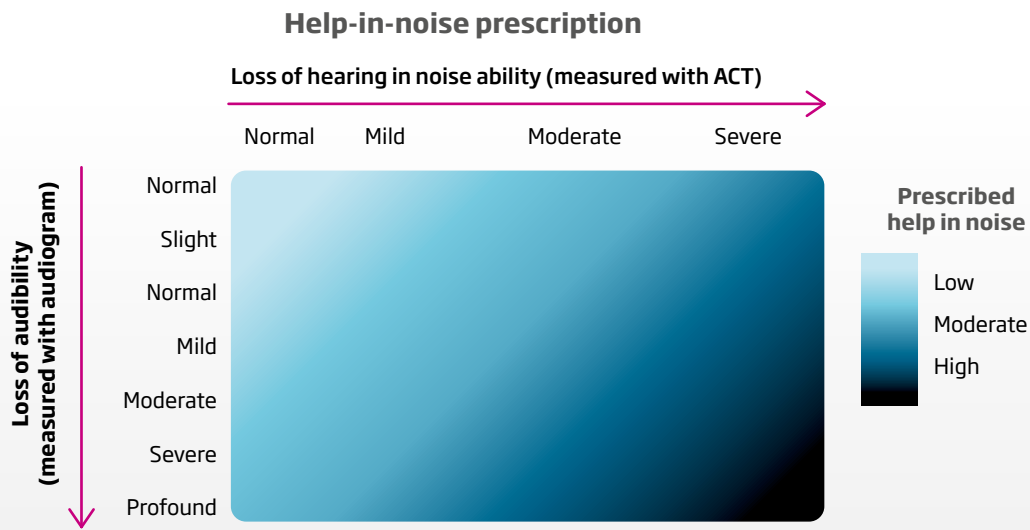 Help-in-noise prescription
Loss of hearing in noise ability (measured with ACT)
Normal Mild Moderate Severe
Loss of audibility
(measured with audiogram)
Normal
Slight
Normal
Mild
Moderate
Severe
Profound
Prescribed
help in noise
Low
Moderate
High